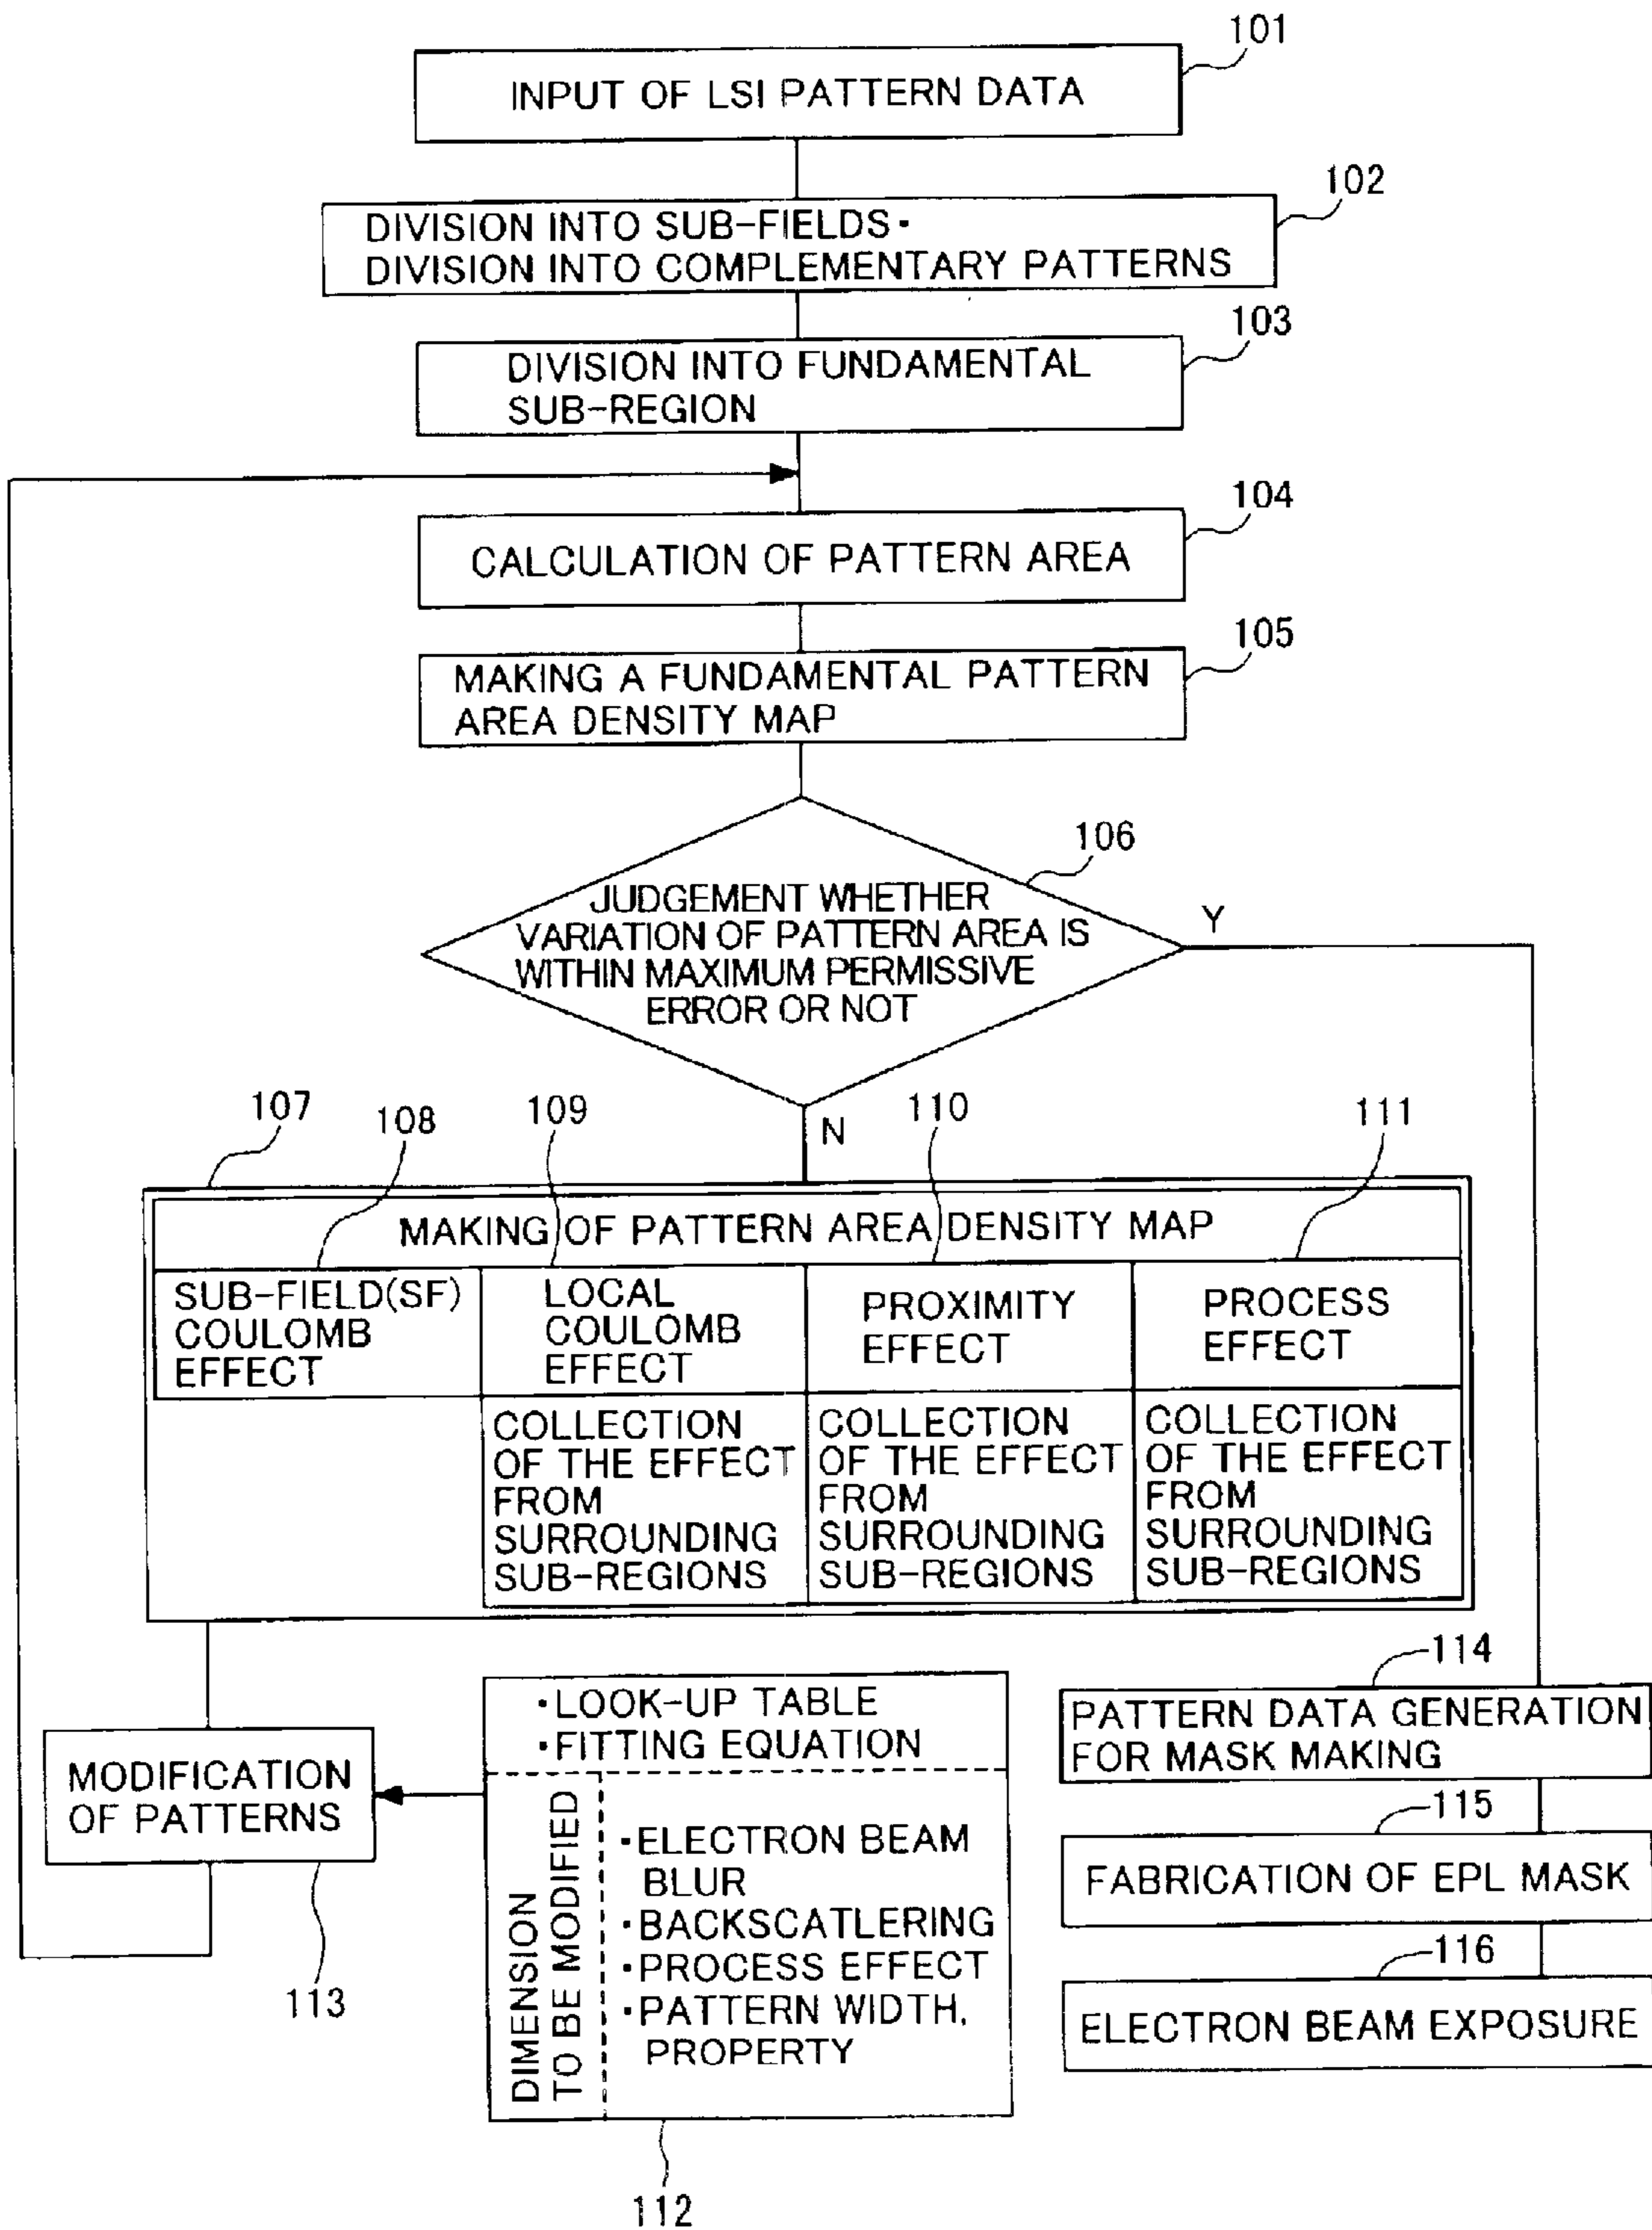 101
INPUT OF LSI PATTERN DATA
102
DIVISION INTO SUB-FIELDS・
DIVISION INTO COMPLEMENTARY PATTERNS
103
DIVISION INTO FUNDAMENTAL
SUB-REGION
104
CALCULATION OF PATTERN AREA
105
MAKING A FUNDAMENTAL PATTERN
AREA DENSITY MAP
106
JUDGEMENT WHETHER
VARIATION OF PATTERN AREA IS
WITHIN MAXIMUM PERMISSIVE
ERROR OR NOT
Y
N
107
108
109
110
111
MAKING OF PATTERN AREA DENSITY MAP
SUB-FIELD(SF)
COULOMB
EFFECT
LOCAL
COULOMB
EFFECT
PROXIMITY
EFFECT
PROCESS
EFFECT
COLLECTION
OF THE EFFECT
FROM
SURROUNDING
SUB-REGIONS
COLLECTION
OF THE EFFECT
FROM
SURROUNDING
SUB-REGIONS
COLLECTION
OF THE EFFECT
FROM
SURROUNDING
SUB-REGIONS
MODIFICATION
OF PATTERNS
113
・LOOK-UP TABLE
・FITTING EQUATION
DIMENSION
TO BE MODIFIED
・ELECTRON BEAM
BLUR
・BACKSCATLERING
・PROCESS EFFECT
・PATTERN WIDTH,
PROPERTY
112
114
PATTERN DATA GENERATION
FOR MASK MAKING
115
FABRICATION OF EPL MASK
116
ELECTRON BEAM EXPOSURE